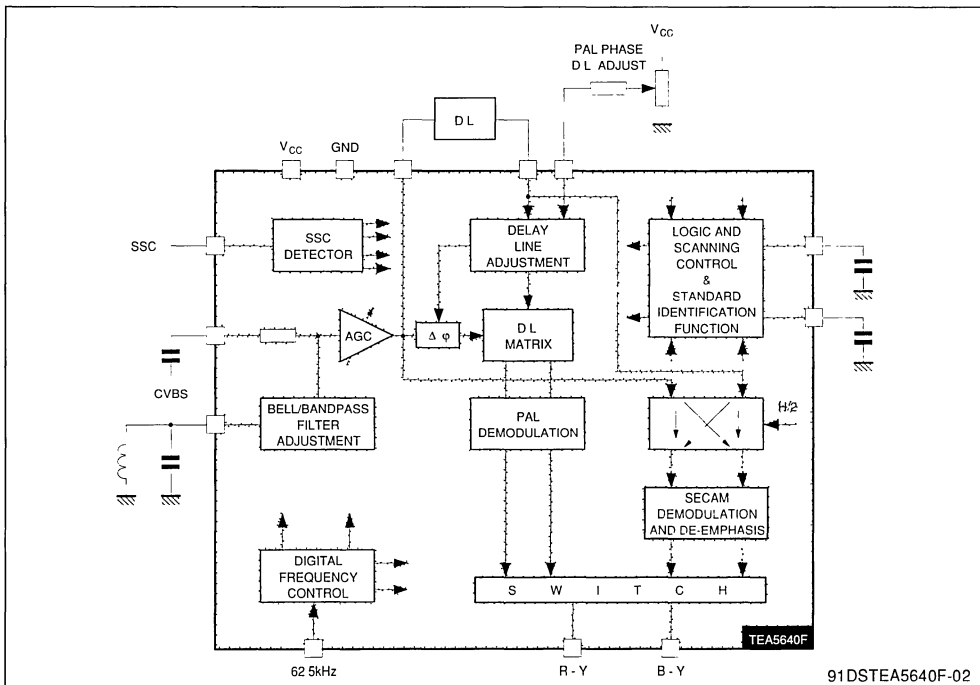 VCC
PAL PHASE
D L ADJUST
D L
VCC
GND
SSC
SSC
DETECTOR
DELAY
LINE
ADJUSTMENT
LOGIC AND
SCANNING
CONTROL
&
STANDARD
IDENTIFICATION
FUNCTION
AGC
Δ φ
D L
MATRIX
CVBS
BELL/BANDPASS
FILTER
ADJUSTMENT
PAL
DEMODULATION
H/2
SECAM
DEMODULATION
AND DE-EMPHASIS
DIGITAL
FREQUENCY
CONTROL
S W I T C H
TEA5640F
62 5kHz
R - Y
B - Y
91DSTEA5640F-02